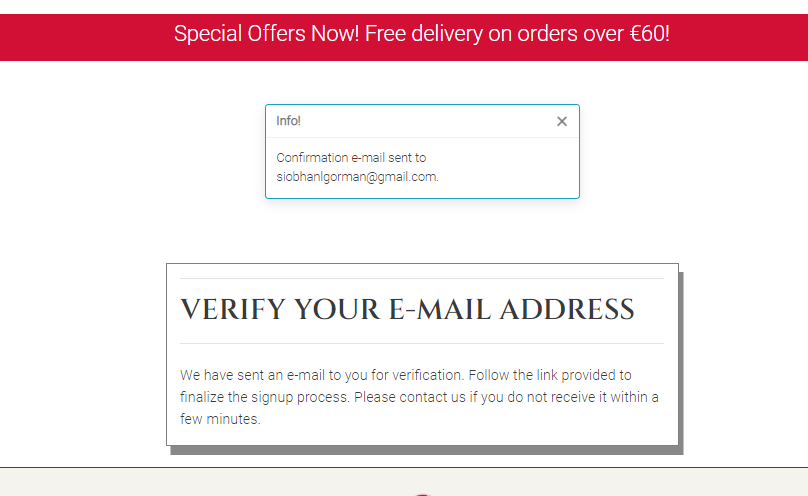 Special Offers Now! Free delivery on orders over €60!
Info!
Confirmation e-mail sent to
siobhanlgorman@gmail.com.
VERIFY YOUR E-MAIL ADDRESS
We have sent an e-mail to you for verification. Follow the link provided to
finalize the signup process. Please contact us if you do not receive it within a
few minutes.